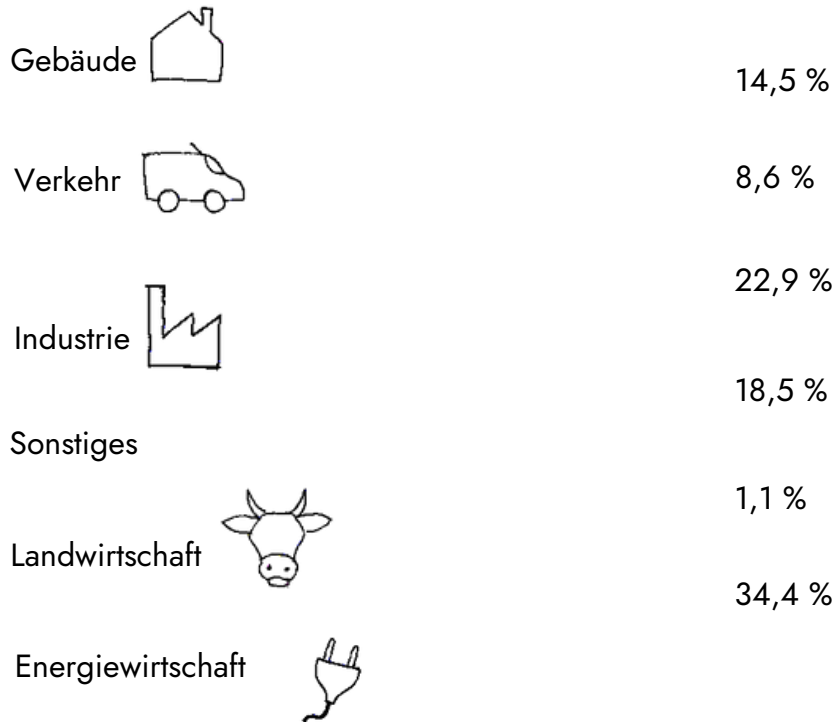 Gebäude
14,5 %
Verkehr
8,6 %
22,9 %
Industrie
18,5 %
Sonstiges
1,1 %
Landwirtschaft
34,4 %
Energiewirtschaft